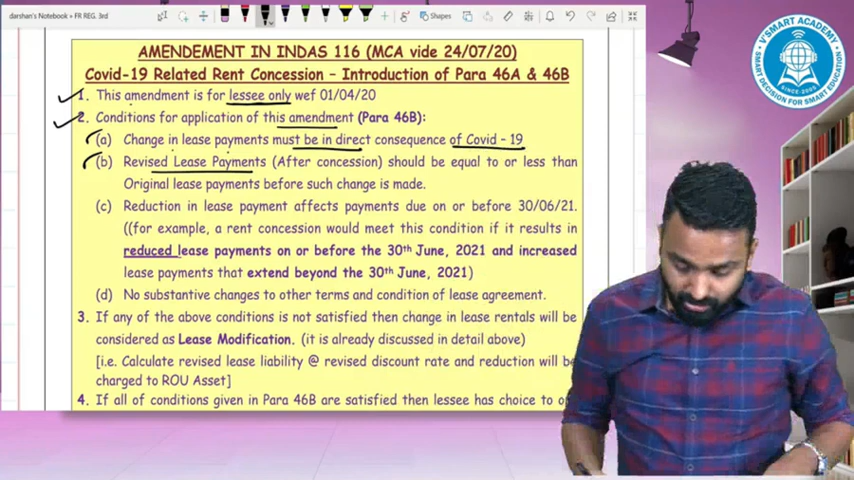 darshan's Notebook » FR REG. 3rd
Shapes
AMENDEMENT IN INDAS 116 (MCA vide 24/07/20)
Covid-19 Related Rent Concession – Introduction of Para 46A & 46B
1. This amendment is for lessee only wef 01/04/20
2. Conditions for application of this amendment (Para 46B):
(a) Change in lease payments must be in direct consequence of Covid – 19
(b) Revised Lease Payments (After concession) should be equal to or less than
Original lease payments before such change is made.
(c) Reduction in lease payment affects payments due on or before 30/06/21.
((for example, a rent concession would meet this condition if it results in
reduced lease payments on or before the 30th June, 2021 and increased
lease payments that extend beyond the 30th June, 2021)
(d) No substantive changes to other terms and condition of lease agreement.
3. If any of the above conditions is not satisfied then change in lease rentals will be
considered as Lease Modification. (it is already discussed in detail above)
[i.e. Calculate revised lease liability @ revised discount rate and reduction will be
charged to ROU Asset]
4. If all of conditions given in Para 46B are satisfied then lessee has choice to
V'SMART ACADEMY
SINCE-2009
SMART DECISION FOR SMART EDUCATION